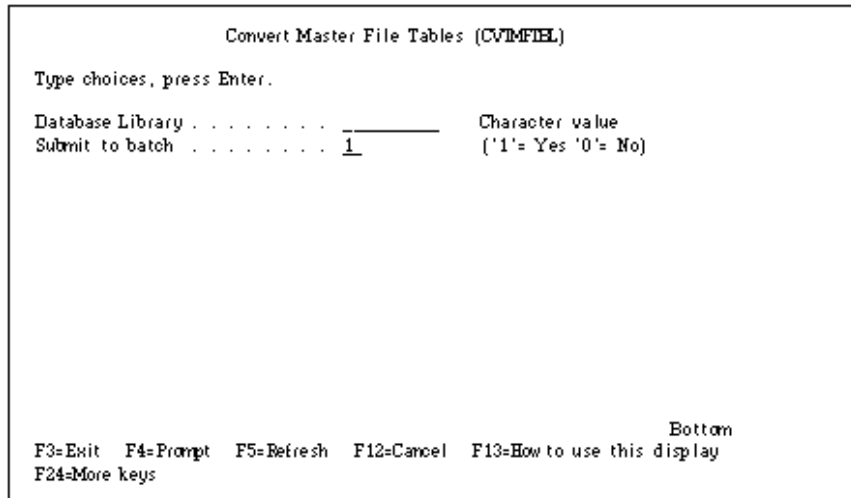 Convert Master File Tables (CVTMFTBL)
Type choices, press Enter.
Database Library . . . . . . . . _________ Character value
Submit to batch . . . . . . . . 1 ('1'= Yes '0'= No)
Bottom
F3=Exit F4=Prompt F5=Refresh F12=Cancel F13=How to use this display
F24=More keys